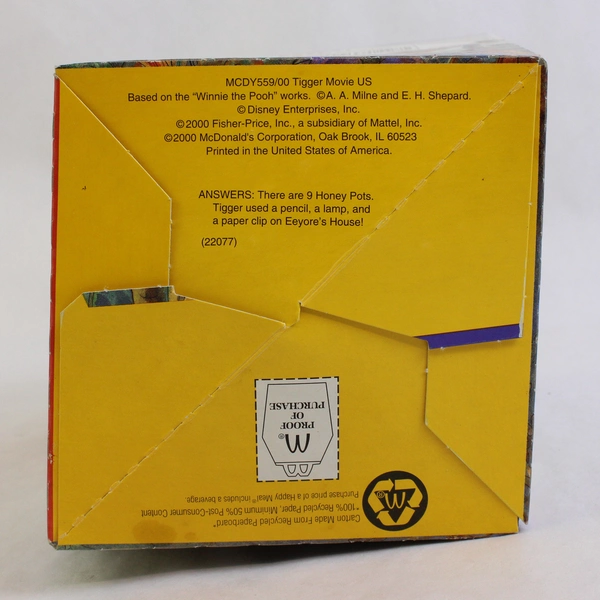 MCDY559/00 Tigger Movie US
Based on the "Winnie the Pooh" works. ©A. A. Milne and E. H. Shepard.
© Disney Enterprises, Inc.
©2000 Fisher-Price, Inc., a subsidiary of Mattel, Inc.
©2000 McDonald's Corporation, Oak Brook, IL 60523
Printed in the United States of America.
ANSWERS: There are 9 Honey Pots.
Tigger used a pencil, a lamp, and
a paper clip on Eeyore's House!
(22077)
M®
PROOF
OF
PURCHASE
M®
Carton Made From Recycled Paperboard*
*100% Recycled Paper, Minimum 50% Post-Consumer Content
Purchase price of a Happy Meal® includes a beverage